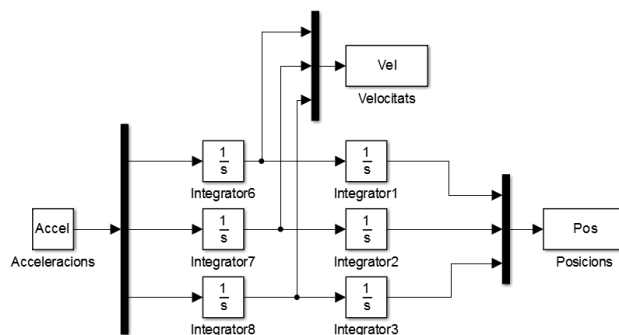 Vel
Velocitats
1
s
Integrator6
1
s
Integrator1
Accel
Acceleracions
1
s
Integrator7
1
s
Integrator2
Pos
Posicions
1
s
Integrator8
1
s
Integrator3